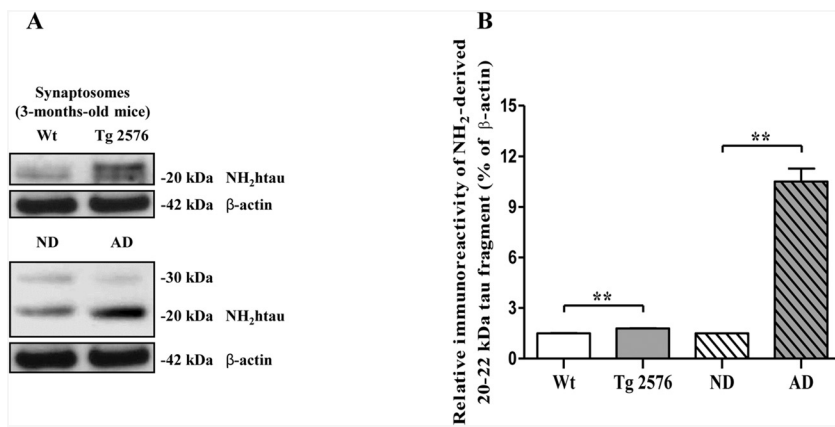 A
Synaptosomes
(3-months-old mice)
Wt Tg 2576
-20 kDa NH₂htau
-42 kDa β-actin
ND AD
-30 kDa
-20 kDa NH₂htau
-42 kDa β-actin
B
Relative immunoreactivity of NH₂-derived
20-22 kDa tau fragment (% of β-actin)
15
12
9
6
3
0
**
**
Wt Tg 2576 ND AD